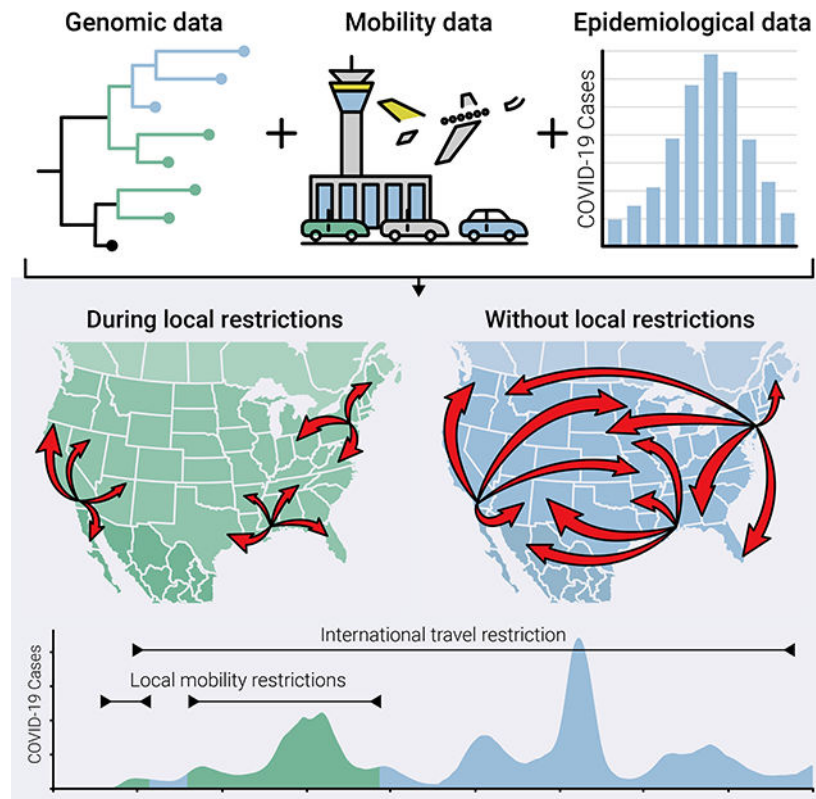 Genomic data
Mobility data
Epidemiological data
+
+
COVID-19 Cases
During local restrictions
Without local restrictions
International travel restriction
Local mobility restrictions
COVID-19 Cases